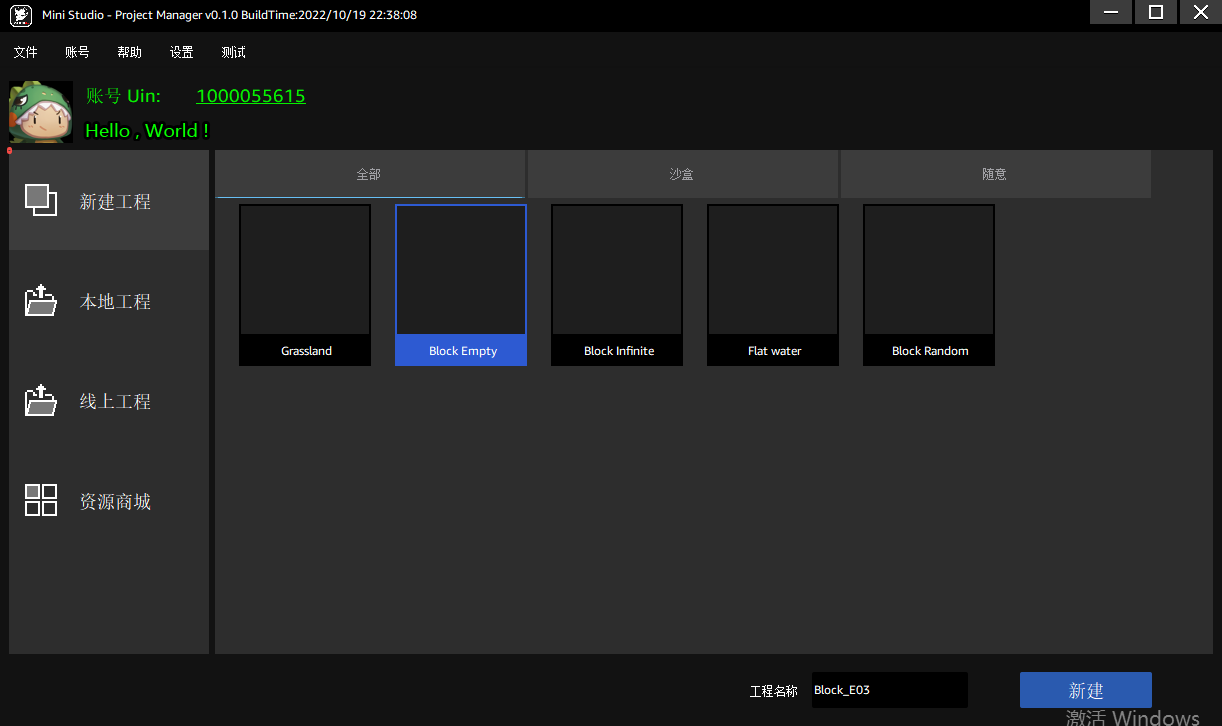 Mini Studio - Project Manager v0.1.0 BuildTime:2022/10/19 22:38:08
文件 账号 帮助 设置 测试
账号 Uin: 1000055615
Hello , World !
新建工程
本地工程
线上工程
资源商城
全部 沙盒 随意
Grassland Block Empty Block Infinite Flat water Block Random
工程名称 Block_E03 新建
激活 Windows